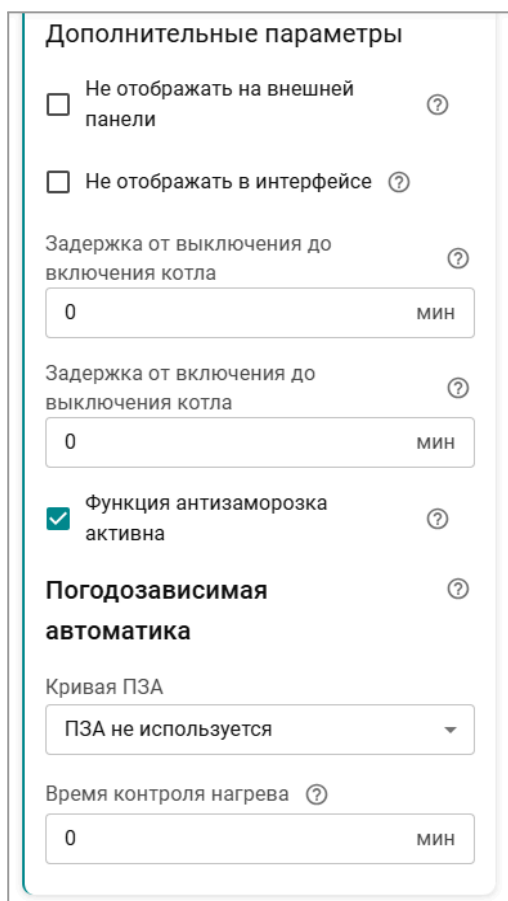 Дополнительные параметры
Не отображать на внешней
панели
Не отображать в интерфейсе
Задержка от выключения до
включения котла
0 мин
Задержка от включения до
выключения котла
0 мин
Функция антизаморозка
активна
Погодозависимая
автоматика
Кривая ПЗА
ПЗА не используется
Время контроля нагрева
0 мин